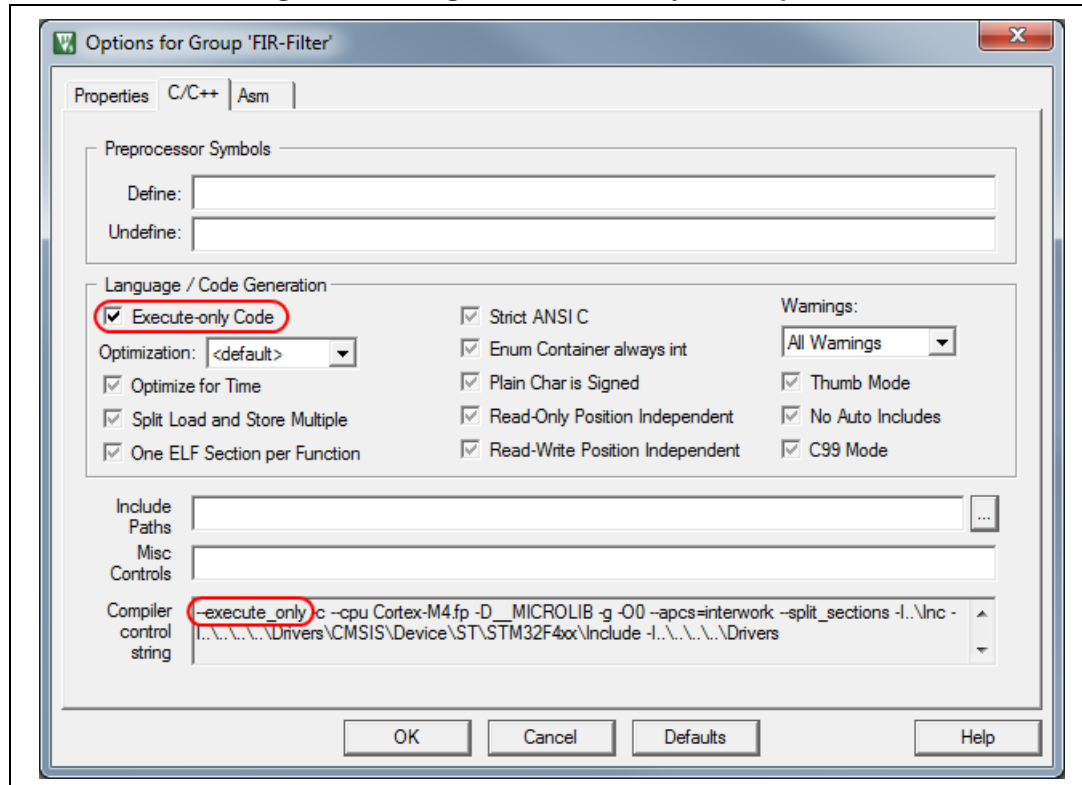 Options for Group 'FIR-Filter'
Properties C/C++ Asm
Preprocessor Symbols
Define:
Undefine:
Language / Code Generation
Execute-only Code
Strict ANSI C
Warnings:
Optimization: <default>
Enum Container always int
All Warnings
Optimize for Time
Plain Char is Signed
Thumb Mode
Split Load and Store Multiple
Read-Only Position Independent
No Auto Includes
One ELF Section per Function
Read-Write Position Independent
C99 Mode
Include
Paths
...
Misc
Controls
Compiler
control
string
--execute_only -c --cpu Cortex-M4.fp -D__MICROLIB -g -O0 --apcs=interwork --split_sections -I..\Inc -
I..\..\..\..\Drivers\CMSIS\Device\ST\STM32F4xx\Include -I..\..\..\..\Drivers
OK Cancel Defaults Help